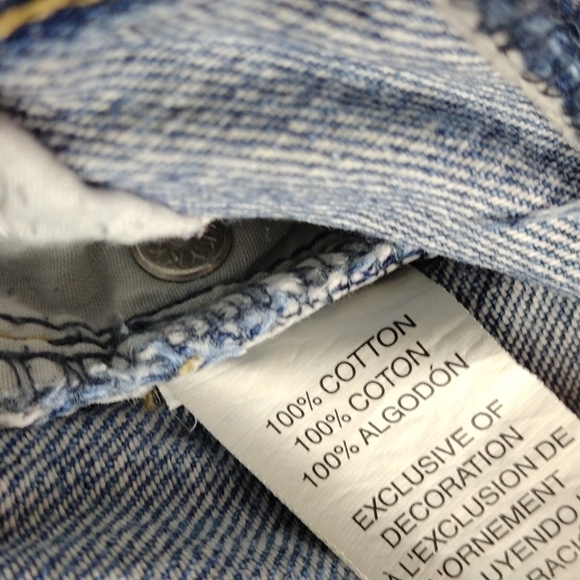 100% COTTON
100% COTON
100% ALGODÓN
EXCLUSIVE OF
DECORATION
À L'EXCLUSION DE
L'ORNEMENT